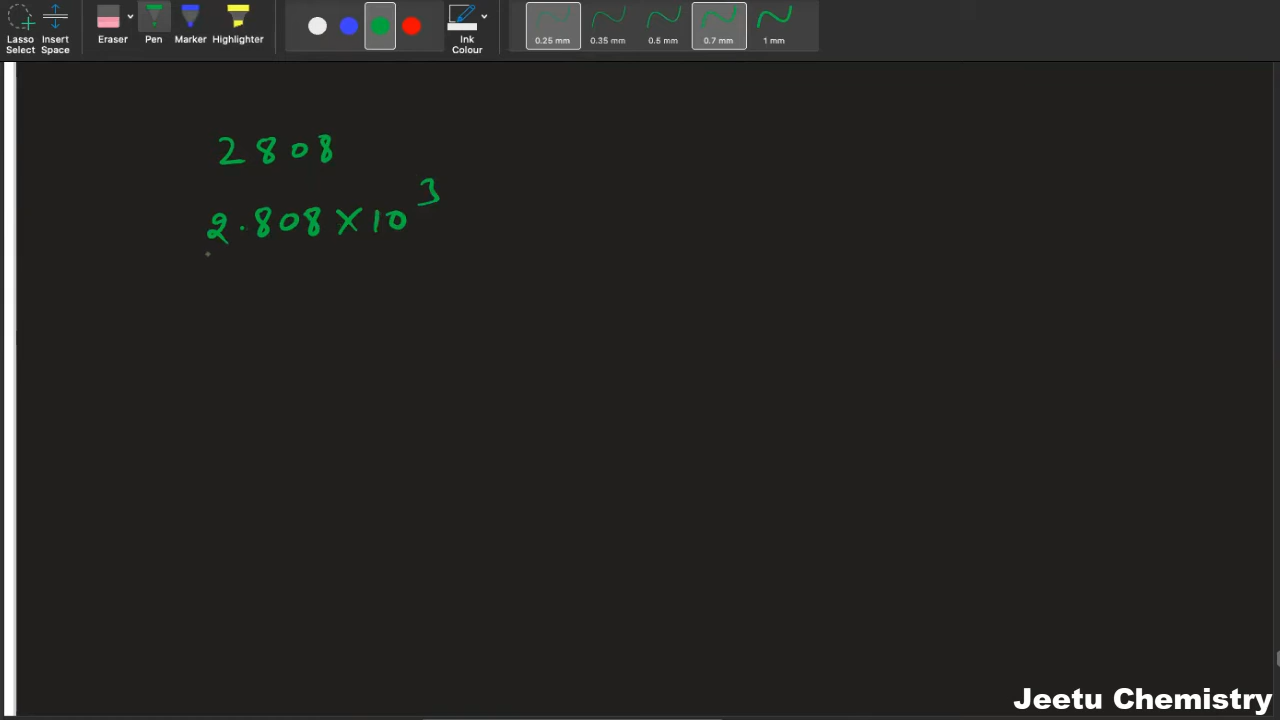 Lasso Select
Insert Space
Eraser
Pen
Marker
Highlighter
Ink Colour
0.25 mm
0.35 mm
0.5 mm
0.7 mm
1 mm
2808
2.808 × 10³
Jeetu Chemistry